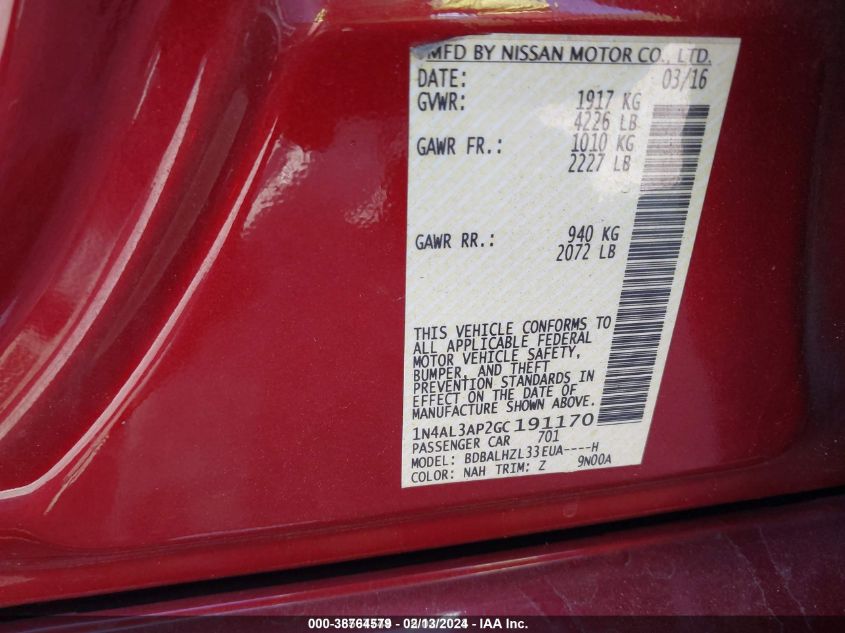 MFD BY NISSAN MOTOR CO., LTD.
DATE: 03/16
GVWR: 1917 KG
4226 LB
GAWR FR.: 1010 KG
2227 LB
GAWR RR.: 940 KG
2072 LB
THIS VEHICLE CONFORMS TO
ALL APPLICABLE FEDERAL
MOTOR VEHICLE SAFETY,
BUMPER, AND THEFT
PREVENTION STANDARDS IN
EFFECT ON THE DATE OF
MANUFACTURE SHOWN ABOVE.
1N4AL3AP2GC191170
PASSENGER CAR 701
MODEL: BDBALHZL33EUA----H
COLOR: NAH TRIM: Z 9N00A
000-38764579 - 02/13/2024 - IAA Inc.